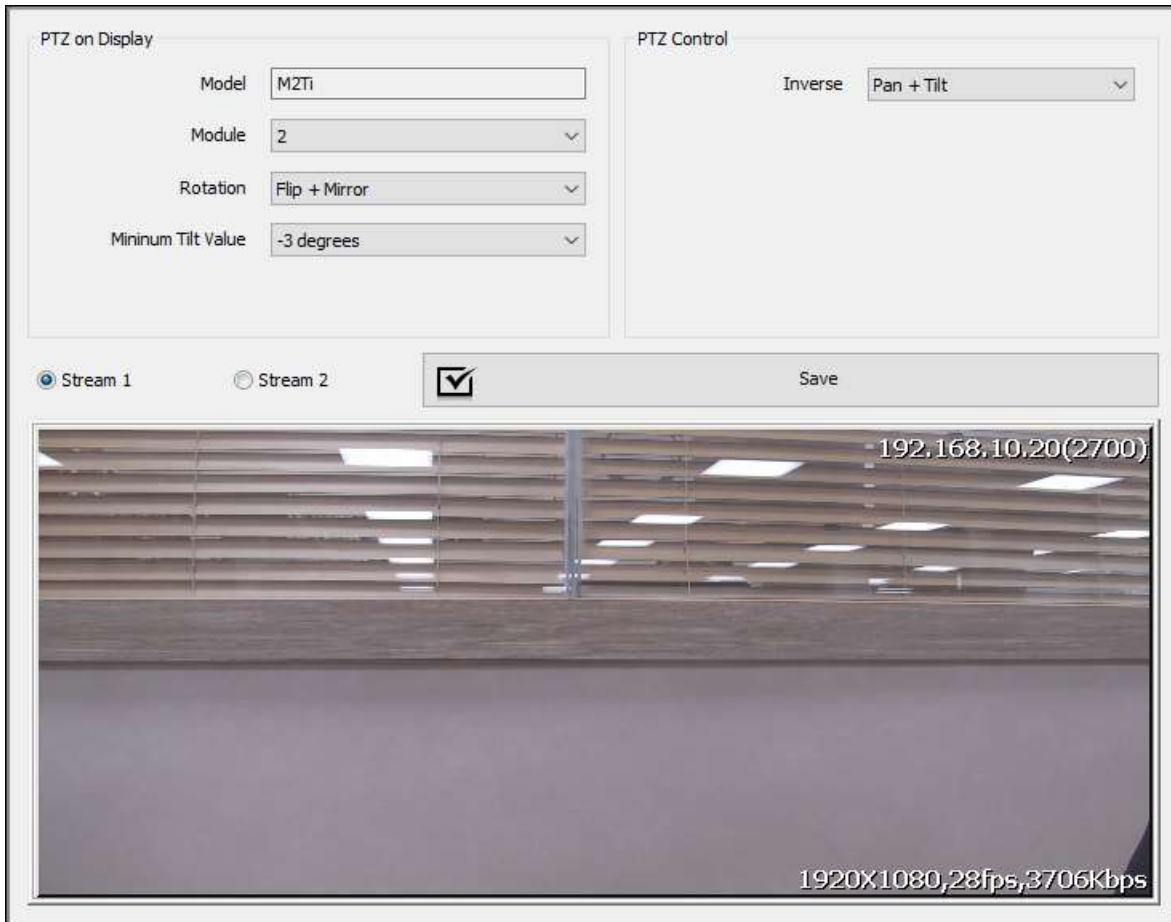 PTZ on Display
Model M2Ti
Module 2
Rotation Flip + Mirror
Mininum Tilt Value -3 degrees
PTZ Control
Inverse Pan + Tilt
Stream 1 Stream 2 Save
192.168.10.20(2700)
1920X1080,28fps,3706Kbps